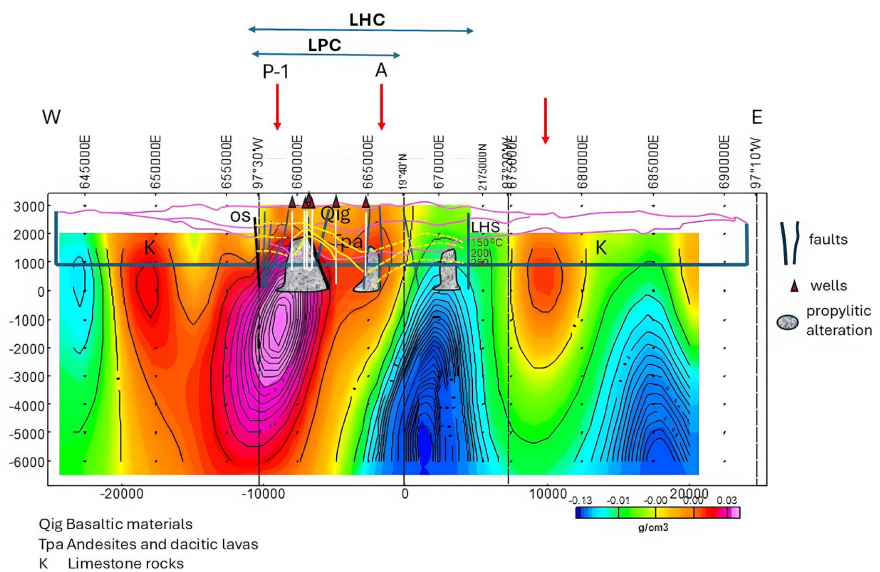 LHC
LPC
P-1 A
W E
645000E 650000E 655000E 97°30'W 660000E 665000E 19°40'N 670000E 2175000N 97°20'W 675000E 680000E 685000E 690000E 97°10'W
3000
2000
1000
0
-1000
-2000
-3000
-4000
-5000
-6000
OS Qig LHS
K Tpa 150°C K
200
250
-20000 -10000 0 10000 20000
faults
wells
propylitic
alteration
-0.13 -0.01 -0.00 0.00 0.03
g/cm3
Qig Basaltic materials
Tpa Andesites and dacitic lavas
K Limestone rocks